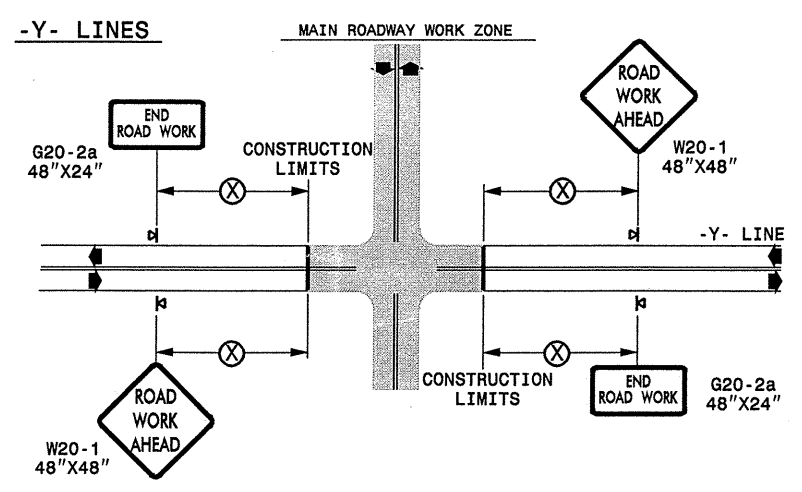 -Y- LINES
MAIN ROADWAY WORK ZONE
END
ROAD WORK
G20-2a
48"X24"
CONSTRUCTION
LIMITS
ROAD
WORK
AHEAD
W20-1
48"X48"
X
X
-Y- LINE
X
X
ROAD
WORK
AHEAD
W20-1
48"X48"
CONSTRUCTION
LIMITS
END
ROAD WORK
G20-2a
48"X24"